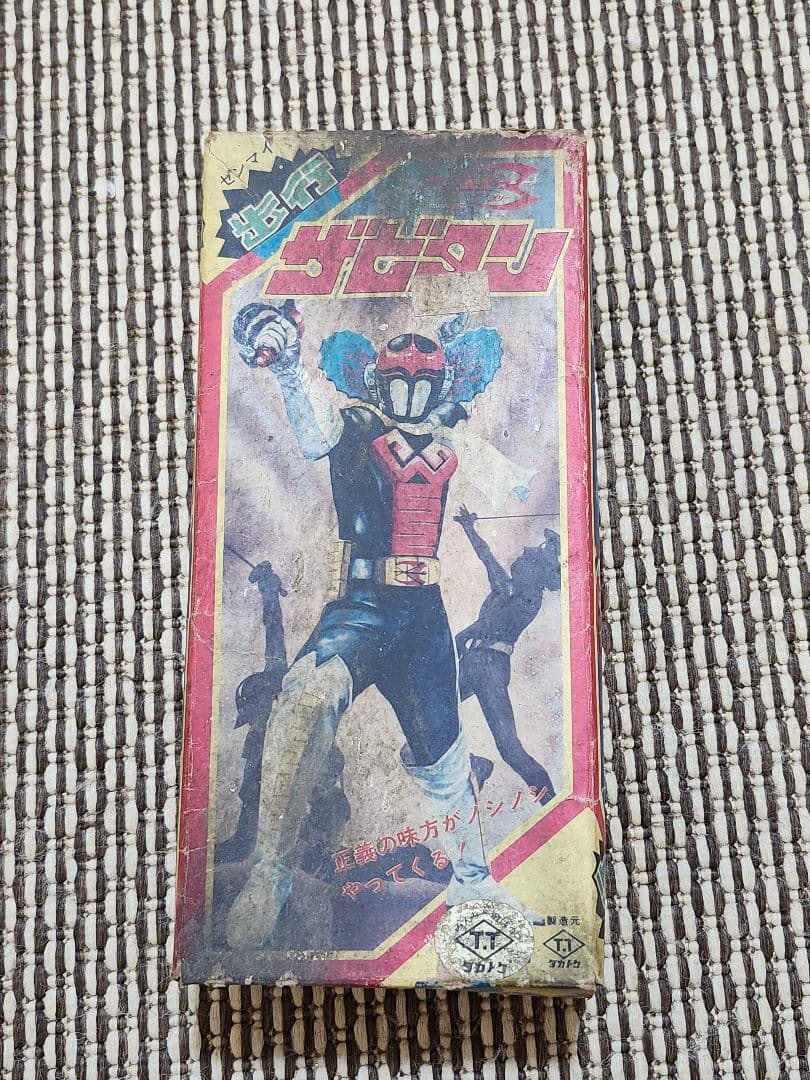 ゼンマイ
歩行
ザビタン
正義の味方がノシノシ
やってくる!
T.T
タカトク
製造元
T.T
タカトク